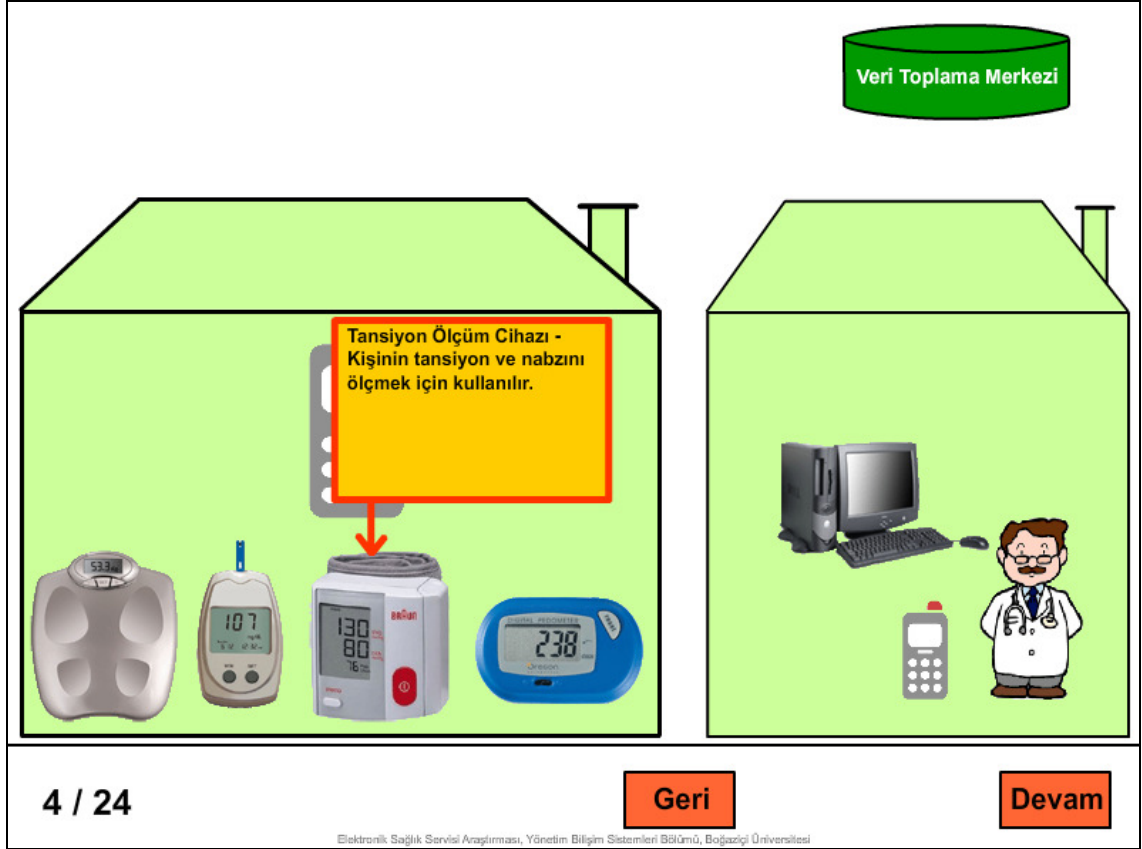 Veri Toplama Merkezi
Tansiyon Ölçüm Cihazı -
Kişinin tansiyon ve nabzını
ölçmek için kullanılır.
53.3
107
BRAUN
130
80
76
DIGITAL PEDOMETER
238
Oregon
4 / 24
Geri
Devam
Elektronik Sağlık Servisi Araştırması, Yönetim Bilişim Sistemleri Bölümü, Boğaziçi Üniversitesi